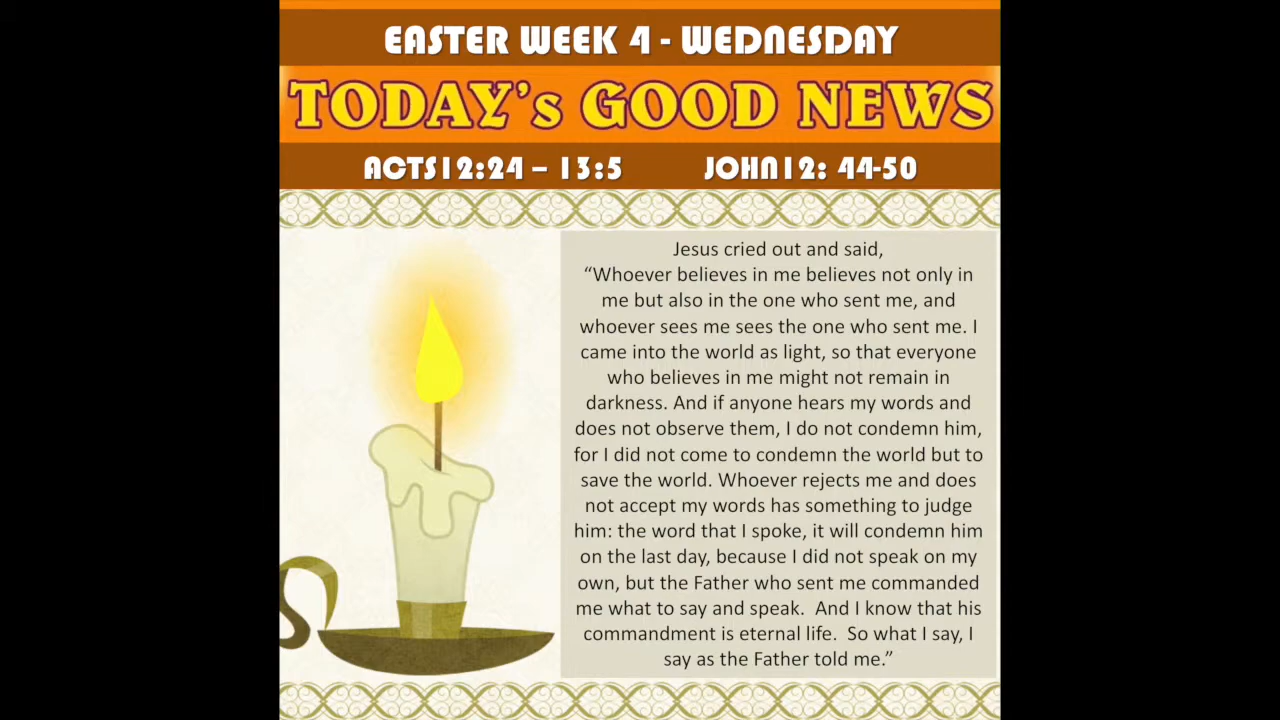 EASTER WEEK 4 - WEDNESDAY
TODAY's GOOD NEWS
ACTS12:24 – 13:5 JOHN12: 44-50
Jesus cried out and said,
“Whoever believes in me believes not only in
me but also in the one who sent me, and
whoever sees me sees the one who sent me. I
came into the world as light, so that everyone
who believes in me might not remain in
darkness. And if anyone hears my words and
does not observe them, I do not condemn him,
for I did not come to condemn the world but to
save the world. Whoever rejects me and does
not accept my words has something to judge
him: the word that I spoke, it will condemn him
on the last day, because I did not speak on my
own, but the Father who sent me commanded
me what to say and speak.  And I know that his
commandment is eternal life.  So what I say, I
say as the Father told me.”